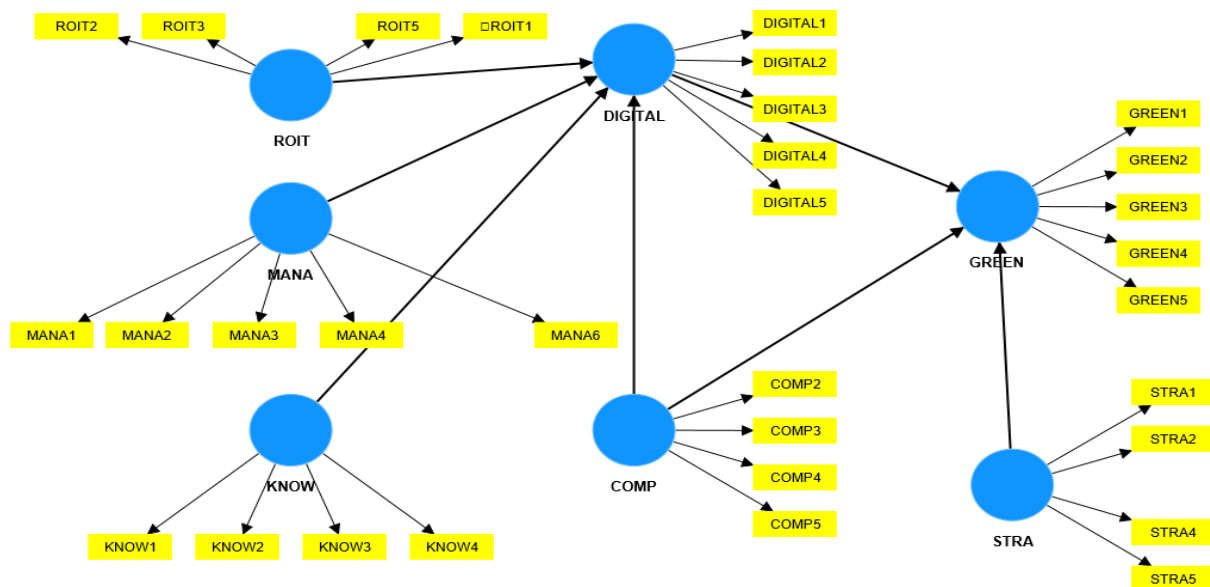 ROIT2
ROIT3
ROIT5
□ROIT1
ROIT
DIGITAL1
DIGITAL2
DIGITAL3
DIGITAL4
DIGITAL5
DIGITAL
GREEN1
GREEN2
GREEN3
GREEN4
GREEN5
GREEN
MANA
MANA1
MANA2
MANA3
MANA4
MANA6
KNOW
KNOW1
KNOW2
KNOW3
KNOW4
COMP2
COMP3
COMP4
COMP5
COMP
STRA1
STRA2
STRA4
STRA5
STRA